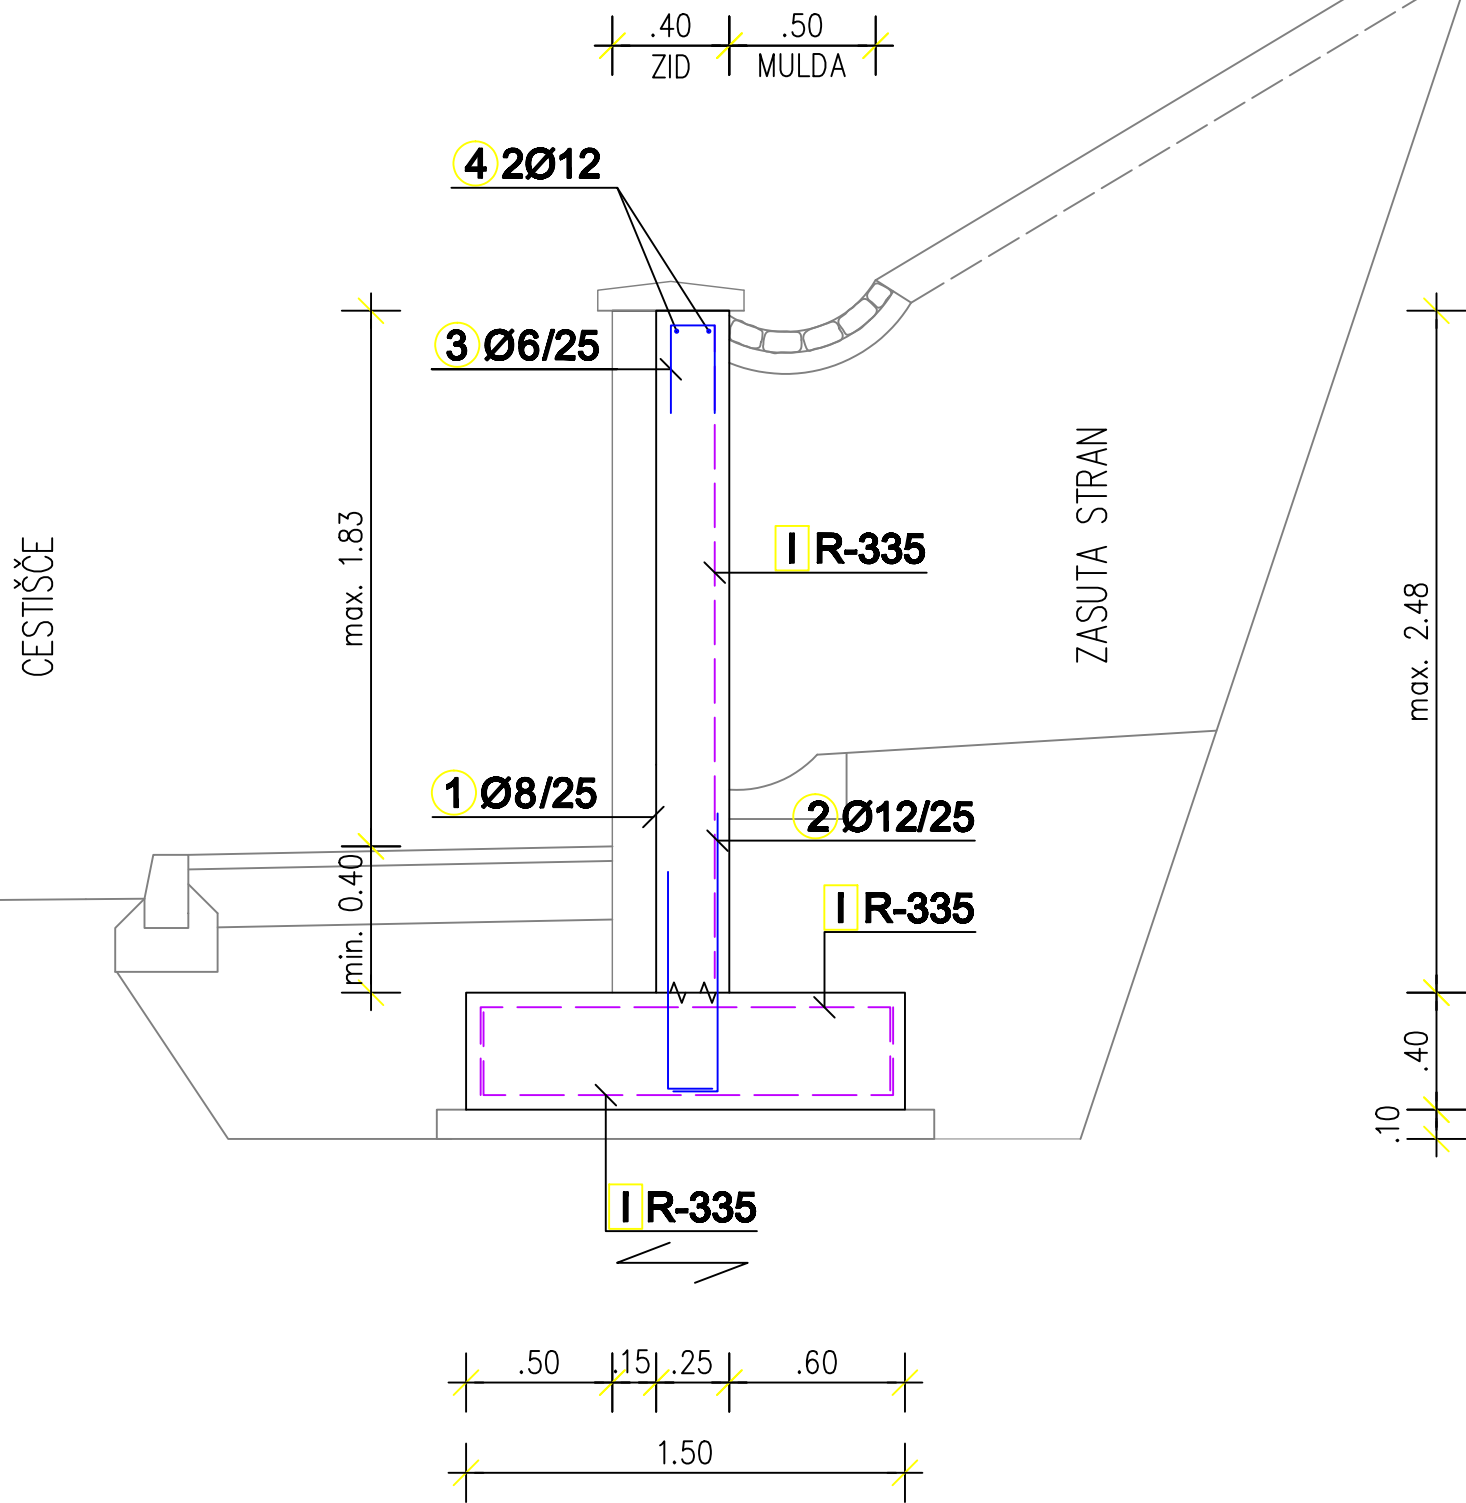 .40 .50
ZID MULDA
4 2Ø12
3 Ø6/25
I R-335
1 Ø8/25
2 Ø12/25
I R-335
I R-335
CESTIŠČE
max. 1.83
min. 0.40
ZASUTA STRAN
max. 2.48
.40
.10
.50 .15 .25 .60
1.50